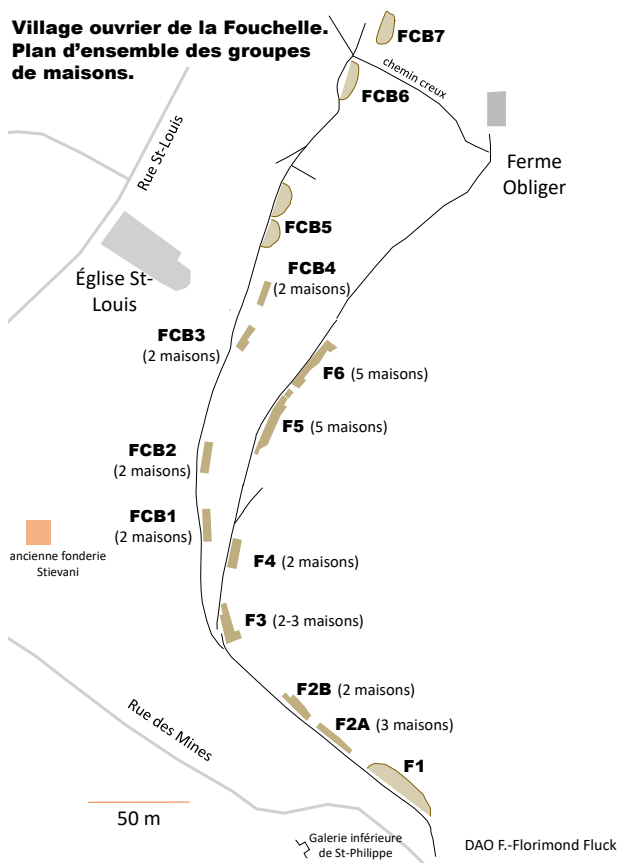 Village ouvrier de la Fouchelle.
Plan d'ensemble des groupes
de maisons.
FCB7
chemin creux
FCB6
Rue St-Louis
Ferme
Obliger
FCB5
Église St-
Louis
FCB4
(2 maisons)
FCB3
(2 maisons)
F6 (5 maisons)
F5 (5 maisons)
FCB2
(2 maisons)
FCB1
(2 maisons)
ancienne fonderie
Stievani
F4 (2 maisons)
F3 (2-3 maisons)
F2B (2 maisons)
Rue des Mines
F2A (3 maisons)
F1
50 m
Galerie inférieure
de St-Philippe
DAO F.-Florimond Fluck